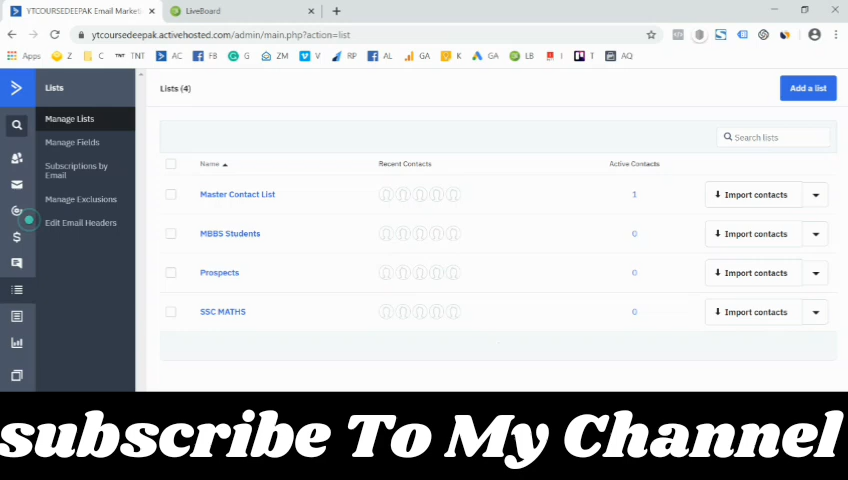 YTCOURSEDEEPAK Email Market
LiveBoard
ytcoursedeepak.activehosted.com/admin/main.php?action=list
Apps Z C TNT TNT AC FB G ZM V RP AL GA K GA LB I T AQ
Lists
Lists (4)
Add a list
Manage Lists
Manage Fields
Search lists
Subscriptions by
Email
Name
Recent Contacts
Active Contacts
Manage Exclusions
Master Contact List
1
Import contacts
Edit Email Headers
MBBS Students
0
Import contacts
Prospects
0
Import contacts
SSC MATHS
0
Import contacts
subscribe To My Channel